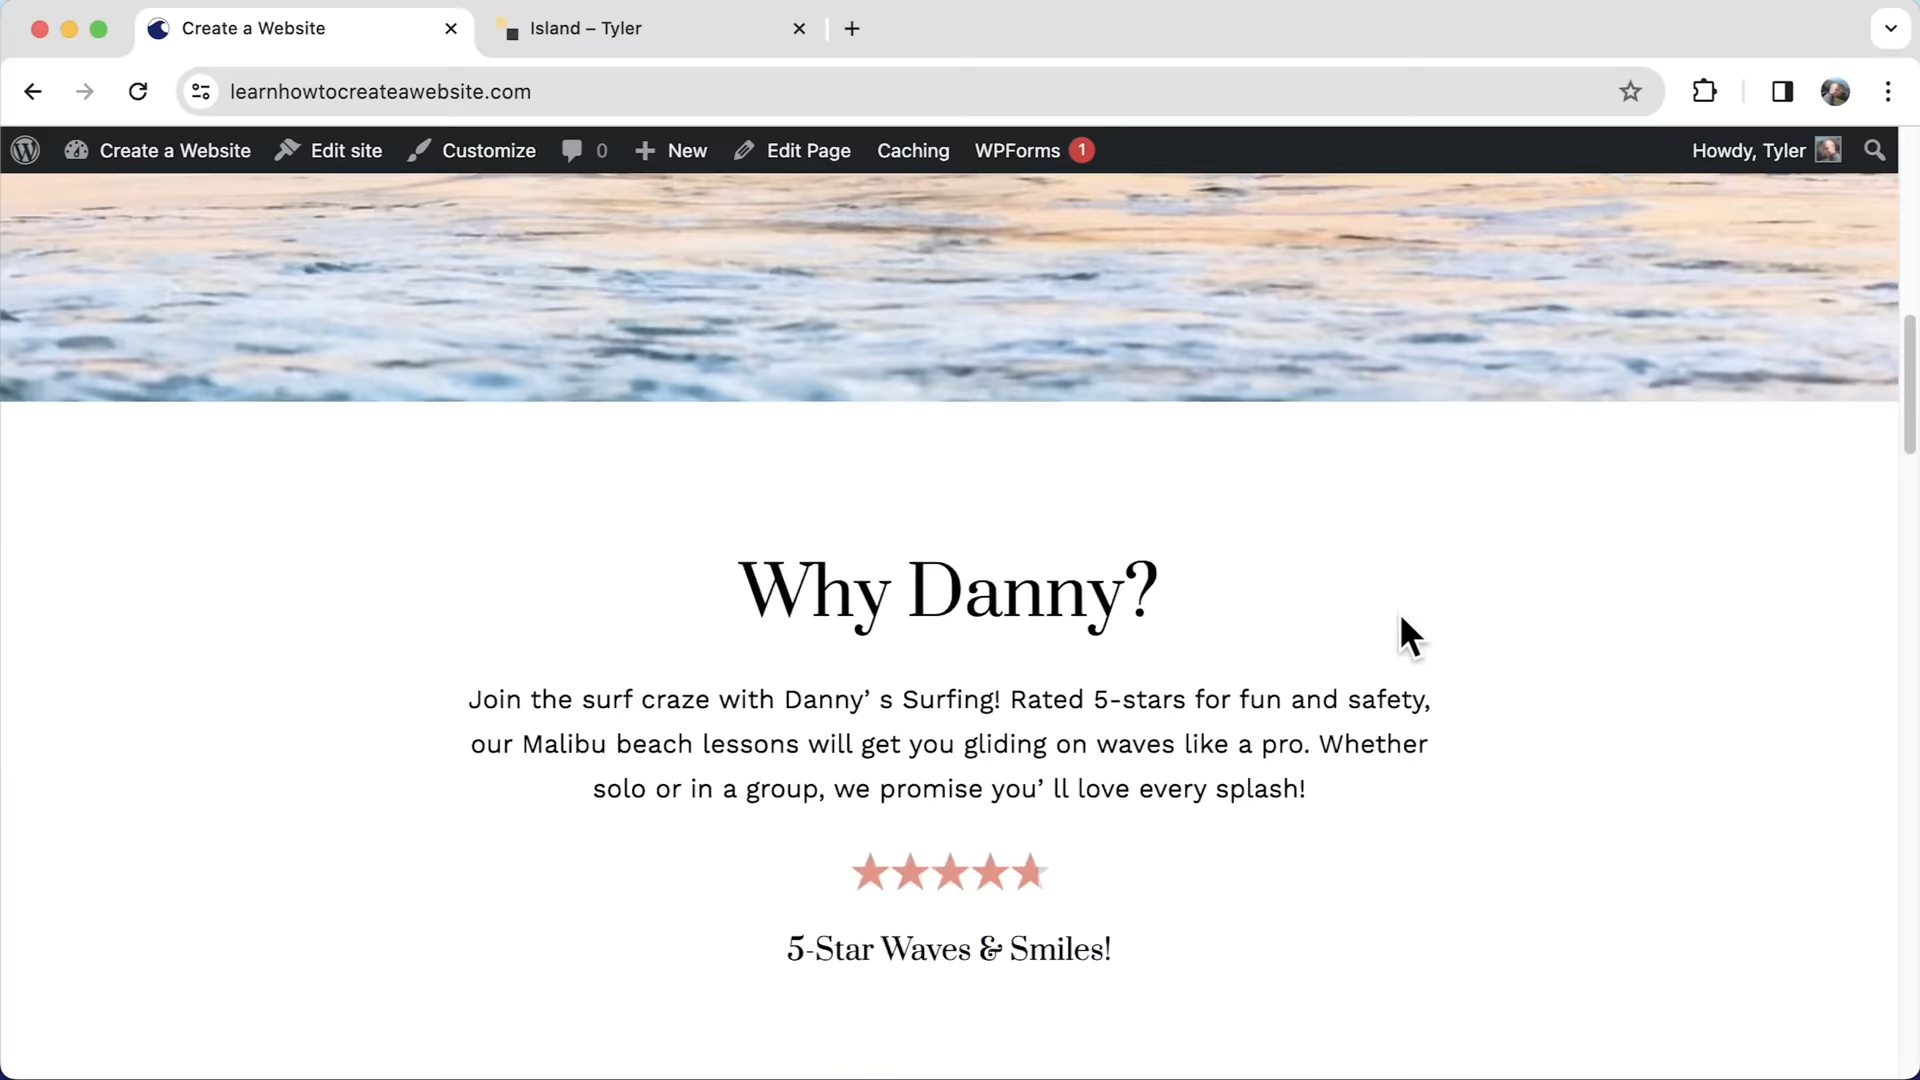 Create a Website
Island – Tyler
learnhowtocreateawebsite.com
Create a Website Edit site Customize 0 New Edit Page Caching WPForms 1 Howdy, Tyler
Why Danny?
Join the surf craze with Danny’ s Surfing! Rated 5-stars for fun and safety,
our Malibu beach lessons will get you gliding on waves like a pro. Whether
solo or in a group, we promise you’ ll love every splash!
5-Star Waves & Smiles!